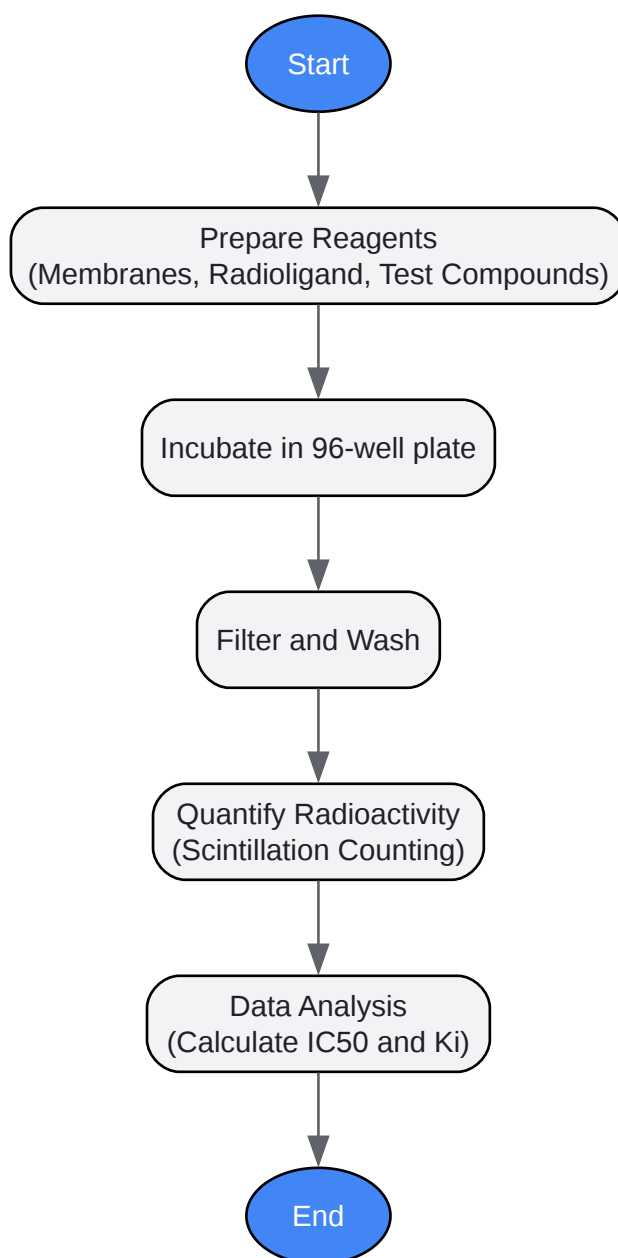 Start
Prepare Reagents
(Membranes, Radioligand, Test Compounds)
Incubate in 96-well plate
Filter and Wash
Quantify Radioactivity
(Scintillation Counting)
Data Analysis
(Calculate IC50 and Ki)
End